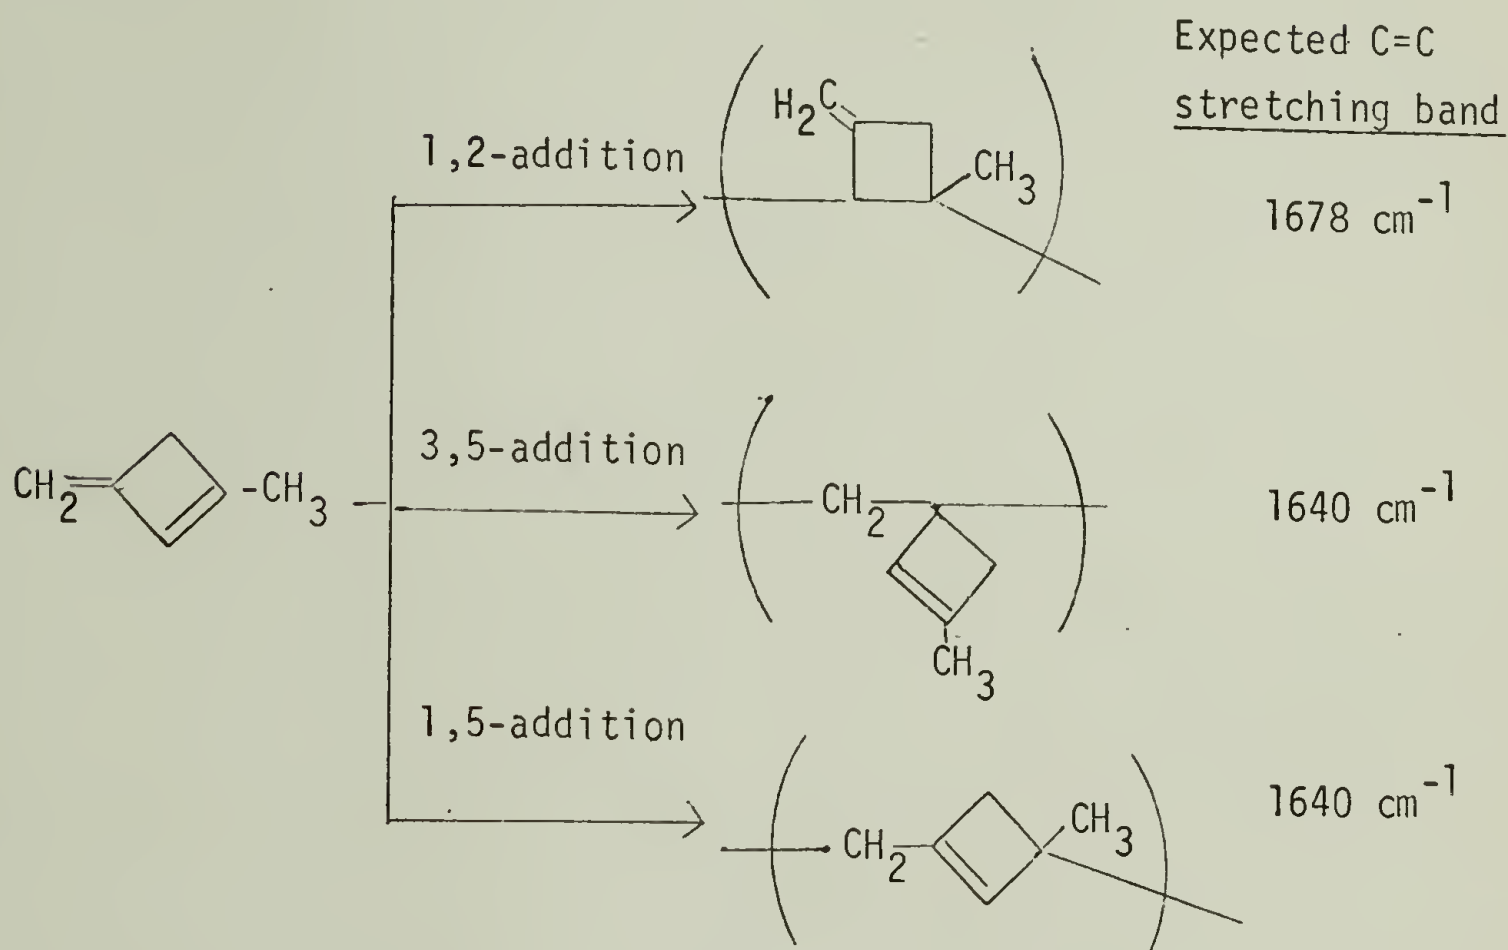 Expected C=C
stretching band
1,2-addition
H2C
CH3
1678 cm-1
3,5-addition
CH2
CH3
1640 cm-1
CH2
-CH3
1,5-addition
CH2
CH3
1640 cm-1